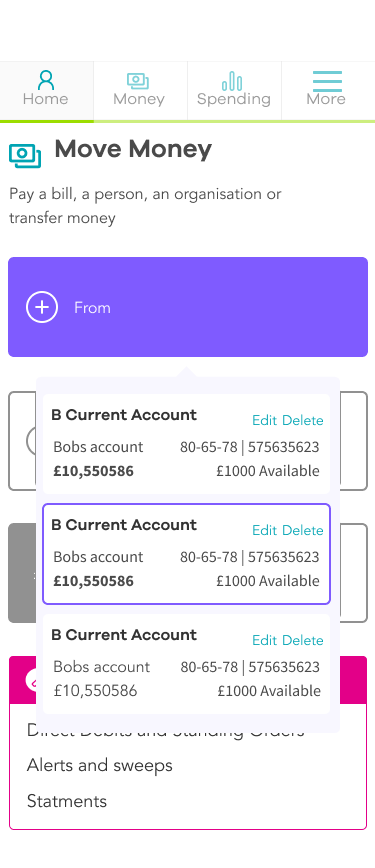 Home Money Spending More
Move Money
Pay a bill, a person, an organisation or
transfer money
From
B Current Account
Edit Delete
Bobs account 80-65-78 | 575635623
£10,550586 £1000 Available
B Current Account
Edit Delete
Bobs account 80-65-78 | 575635623
£10,550586 £1000 Available
B Current Account
Edit Delete
Bobs account 80-65-78 | 575635623
£10,550586 £1000 Available
Direct Debits and Standing Orders
Alerts and sweeps
Statments